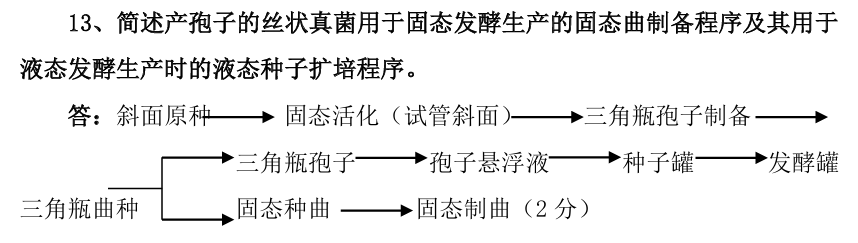 13、简述产孢子的丝状真菌用于固态发酵生产的固态曲制备程序及其用于
液态发酵生产时的液态种子扩培程序。
答：斜面原种 固态活化（试管斜面） 三角瓶孢子制备
三角瓶孢子 孢子悬浮液 种子罐 发酵罐
三角瓶曲种 固态种曲 固态制曲（2分）